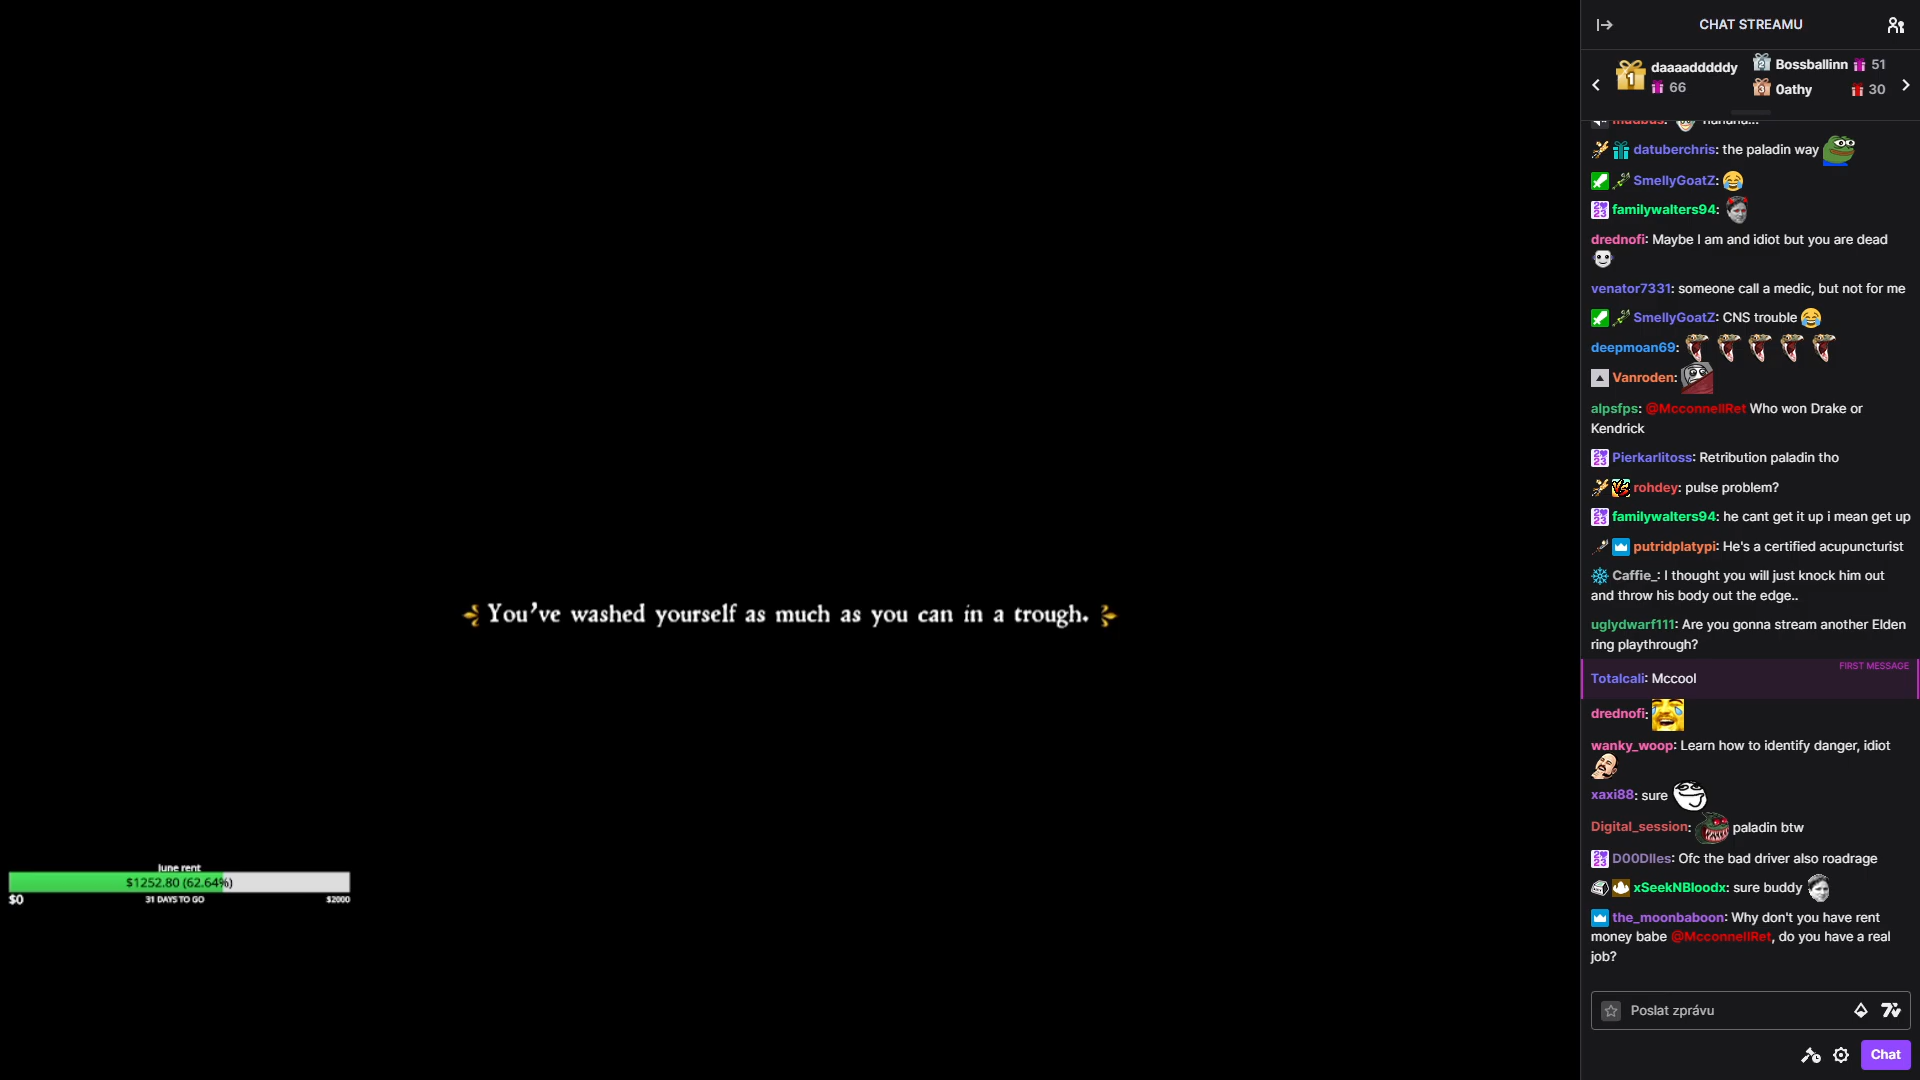 You've washed yourself as much as you can in a trough.
June rent
$1252.80 (62.64%)
$0 31 DAYS TO GO $2000
CHAT STREAMU
1 daaaadddddy 66
2 Bossballinn 51
3 0athy 30
datuberchris: the paladin way
SmellyGoatZ:
familywalters94:
drednofi: Maybe I am and idiot but you are dead
venator7331: someone call a medic, but not for me
SmellyGoatZ: CNS trouble
deepmoan69:
Vanroden:
alpsfps: @McconnellRet Who won Drake or
Kendrick
Pierkarlitoss: Retribution paladin tho
rohdey: pulse problem?
familywalters94: he cant get it up i mean get up
putridplatypi: He's a certified acupuncturist
Caffie_: I thought you will just knock him out
and throw his body out the edge..
uglydwarf111: Are you gonna stream another Elden
ring playthrough?
FIRST MESSAGE
Totalcali: Mccool
drednofi:
wanky_woop: Learn how to identify danger, idiot
xaxi88: sure
Digital_session: paladin btw
D00Dlles: Ofc the bad driver also roadrage
xSeekNBloodx: sure buddy
the_moonbaboon: Why don't you have rent
money babe @McconnellRet, do you have a real
job?
Poslat zprávu
Chat